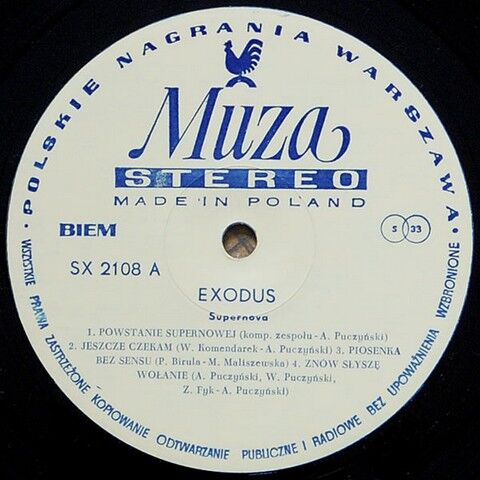 POLSKIE NAGRANIA WARSZAWA
Muza
STEREO
MADE IN POLAND
BIEM
S 33
SX 2108 A
EXODUS
Supernova
1. POWSTANIE SUPERNOWEJ (komp. zespołu - A. Puczyński)
2. JESZCZE CZEKAM (W. Komendarek - A. Puczyński) 3. PIOSENKA
BEZ SENSU (P. Birula - M. Maliszewska) 4. ZNÓW SŁYSZĘ
WOŁANIE (A. Puczyński, W. Puczyński,
Z. Fyk - A. Puczyński)
WSZYSTKIE PRAWA ZASTRZEŻONE KOPIOWANIE ODTWARZANIE PUBLICZNE I RADIOWE BEZ UPOWAŻNIENIA WZBRONIONE